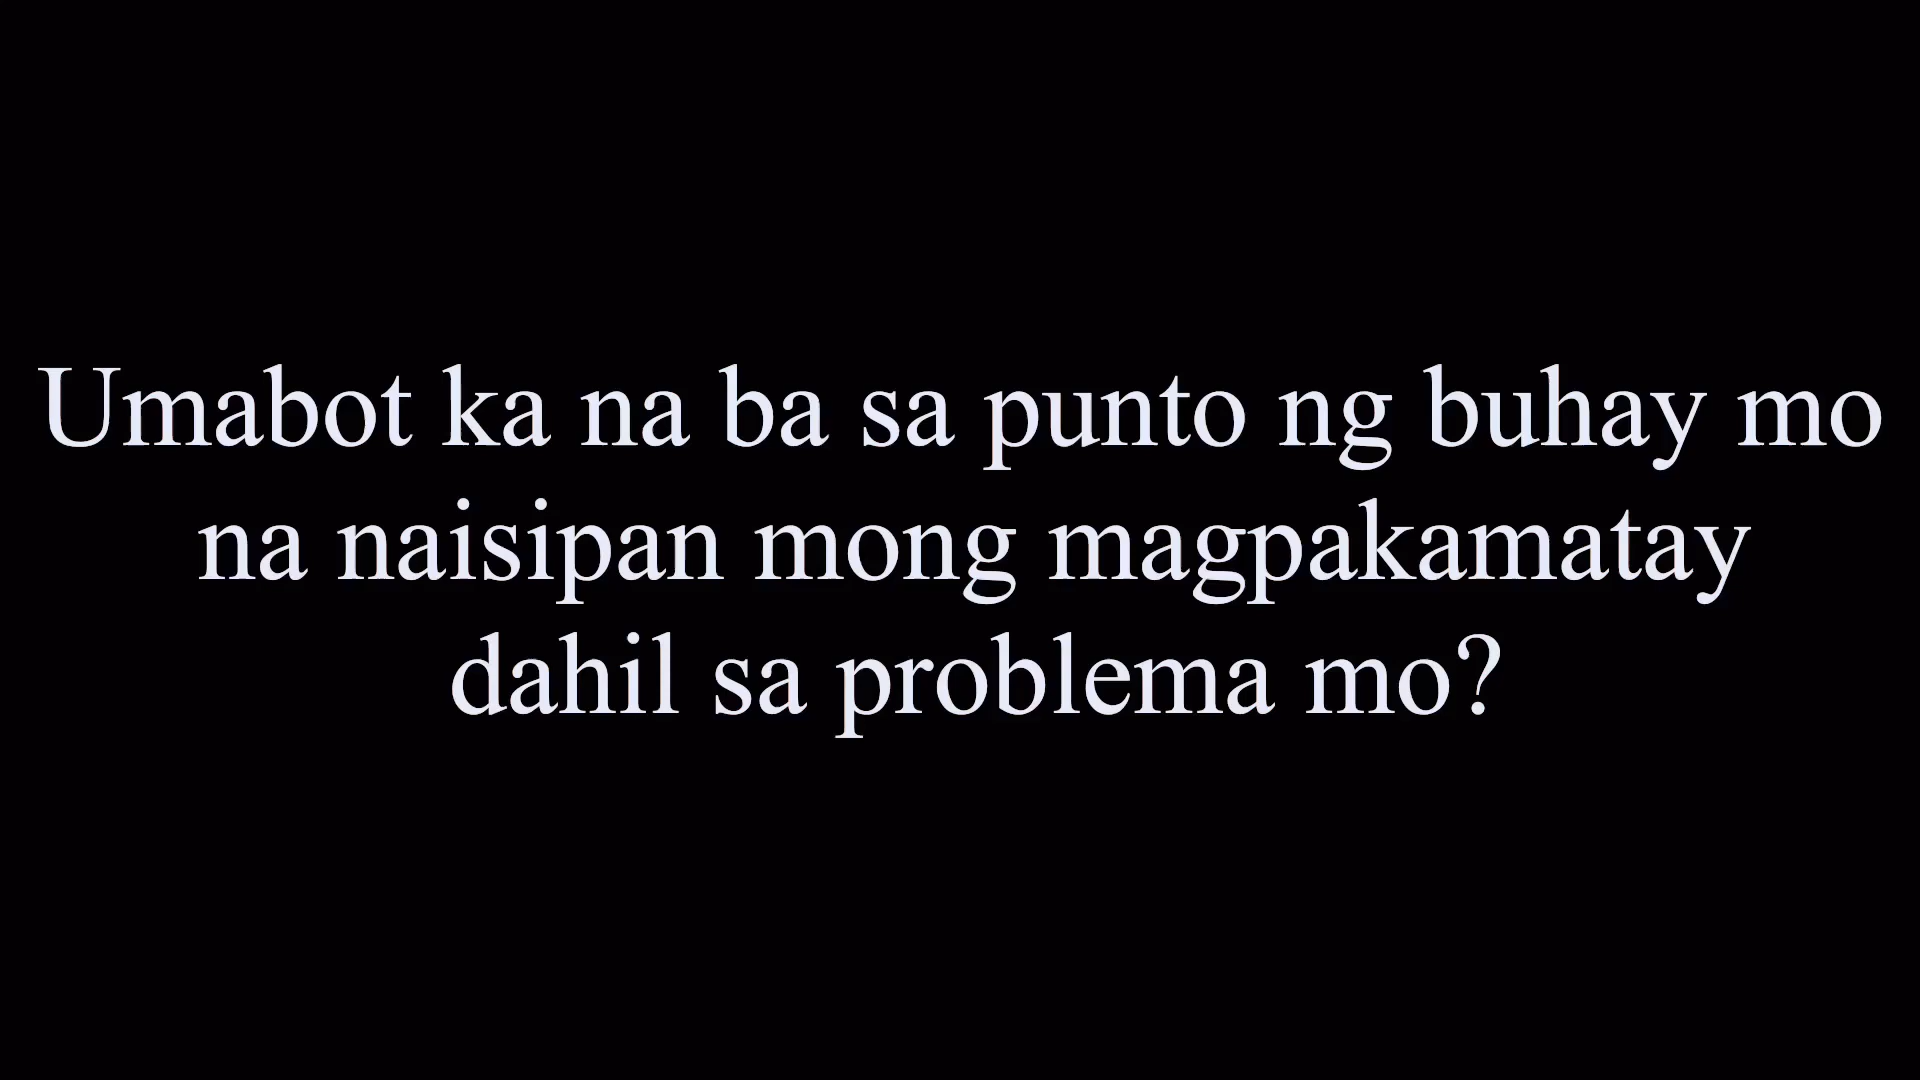 Umabot ka na ba sa punto ng buhay mo
na naisipan mong magpakamatay
dahil sa problema mo?